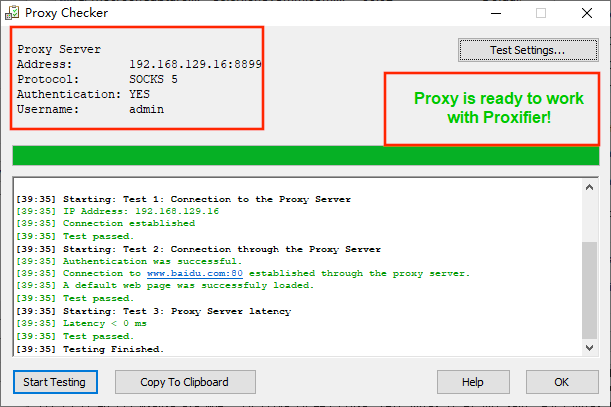 Proxy Checker
Proxy Server
Address: 192.168.129.16:8899
Protocol: SOCKS 5
Authentication: YES
Username: admin
Test Settings...
Proxy is ready to work
with Proxifier!
[39:35] Starting: Test 1: Connection to the Proxy Server
[39:35] IP Address: 192.168.129.16
[39:35] Connection established
[39:35] Test passed.
[39:35] Starting: Test 2: Connection through the Proxy Server
[39:35] Authentication was successful.
[39:35] Connection to www.baidu.com:80 established through the proxy server.
[39:35] A default web page was successfuly loaded.
[39:35] Test passed.
[39:35] Starting: Test 3: Proxy Server latency
[39:35] Latency < 0 ms
[39:35] Test passed.
[39:35] Testing Finished.
Start Testing
Copy To Clipboard
Help
OK